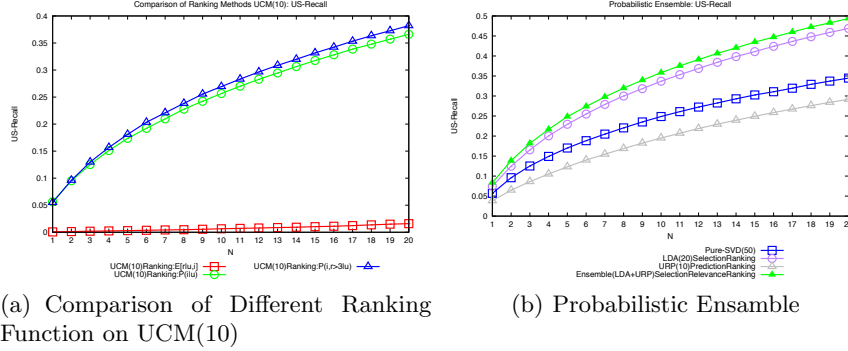 Comparison of Ranking Methods UCM(10): US-Recall
0.4
0.35
0.3
0.25
0.2
0.15
0.1
0.05
0
US-Recall
1 2 3 4 5 6 7 8 9 10 11 12 13 14 15 16 17 18 19 20
N
UCM(10)Ranking:E[r|u,i]
UCM(10)Ranking:P(i|u)
UCM(10)Ranking:P(i,r>3|u)
(a) Comparison of Different Ranking
Function on UCM(10)
Probabilistic Ensemble: US-Recall
0.5
0.45
0.4
0.35
0.3
0.25
0.2
0.15
0.1
0.05
0
US-Recall
1 2 3 4 5 6 7 8 9 10 11 12 13 14 15 16 17 18 19 20
N
Pure-SVD(50)
LDA(20)SelectionRanking
URP(10)PredictionRanking
Ensemble(LDA+URP)SelectionRelevanceRanking
(b) Probabilistic Ensamble